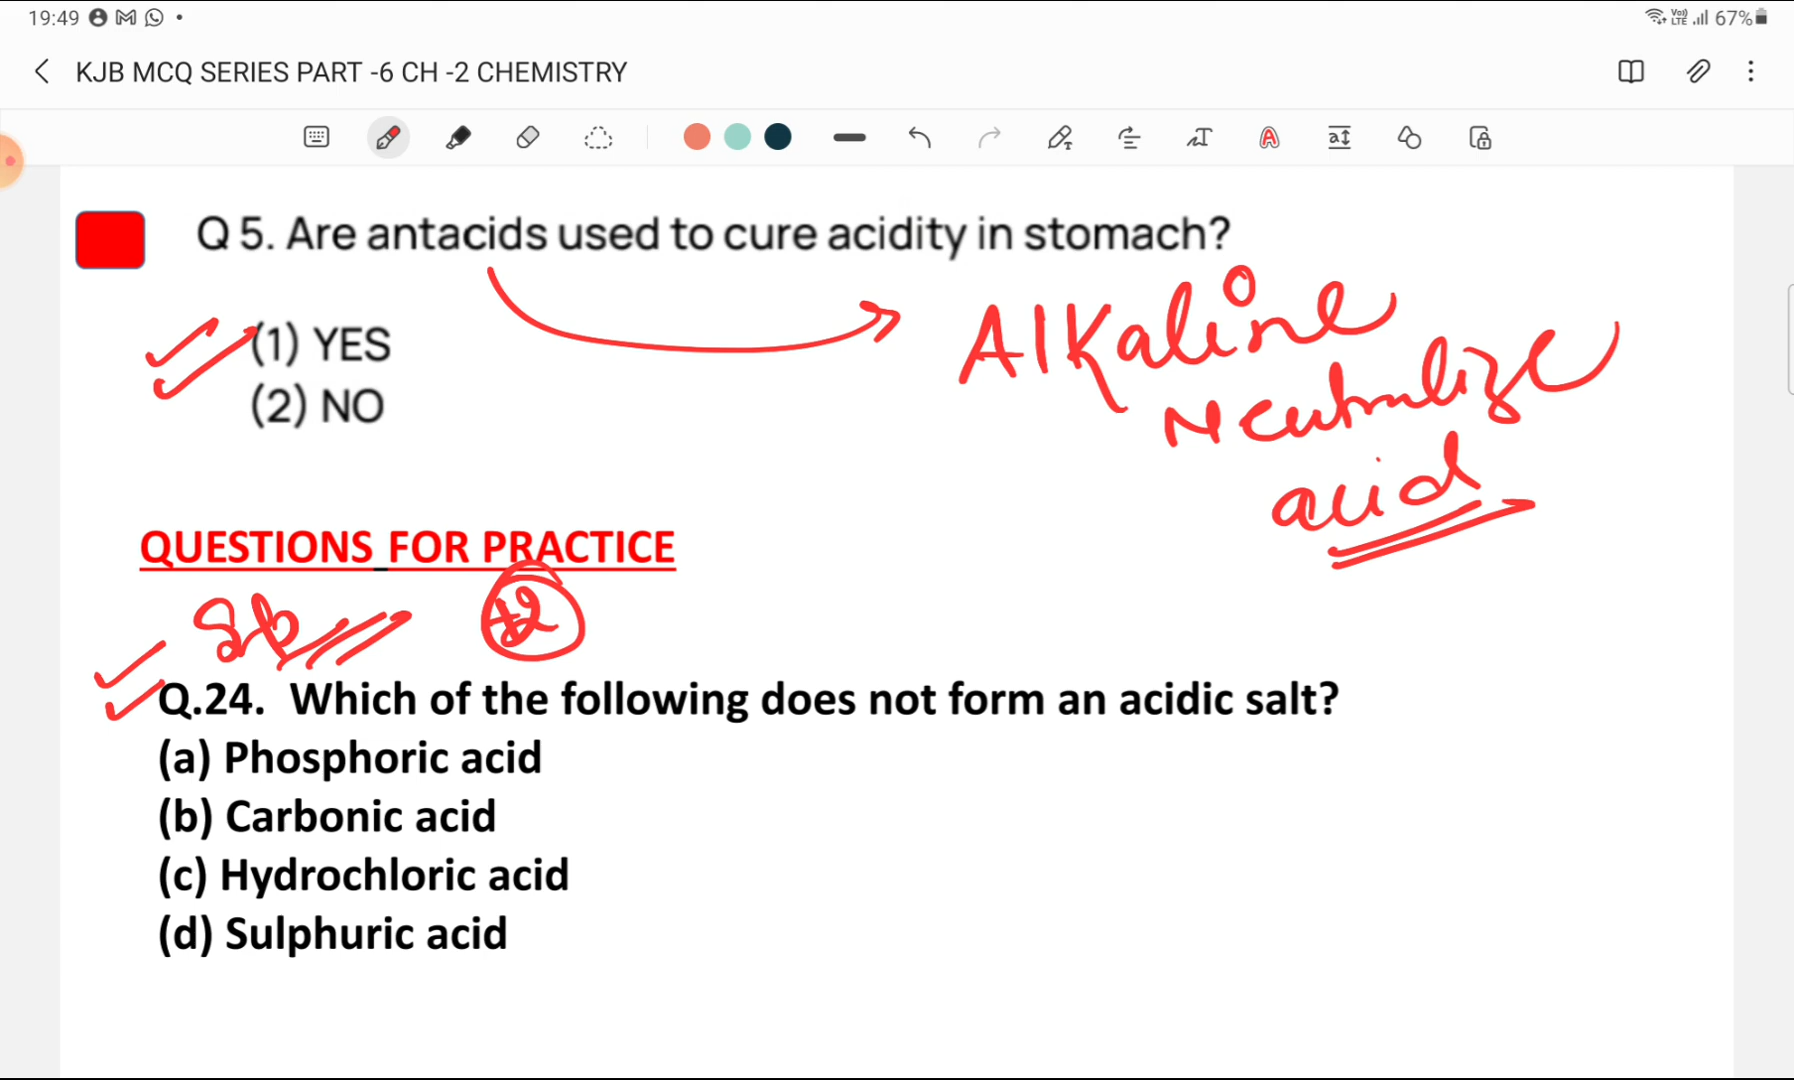 19:49
67%
KJB MCQ SERIES PART -6 CH -2 CHEMISTRY
Q 5. Are antacids used to cure acidity in stomach?
Alkaline
(1) YES
Neutralize
(2) NO
acid
QUESTIONS FOR PRACTICE
Q.24. Which of the following does not form an acidic salt?
(a) Phosphoric acid
(b) Carbonic acid
(c) Hydrochloric acid
(d) Sulphuric acid